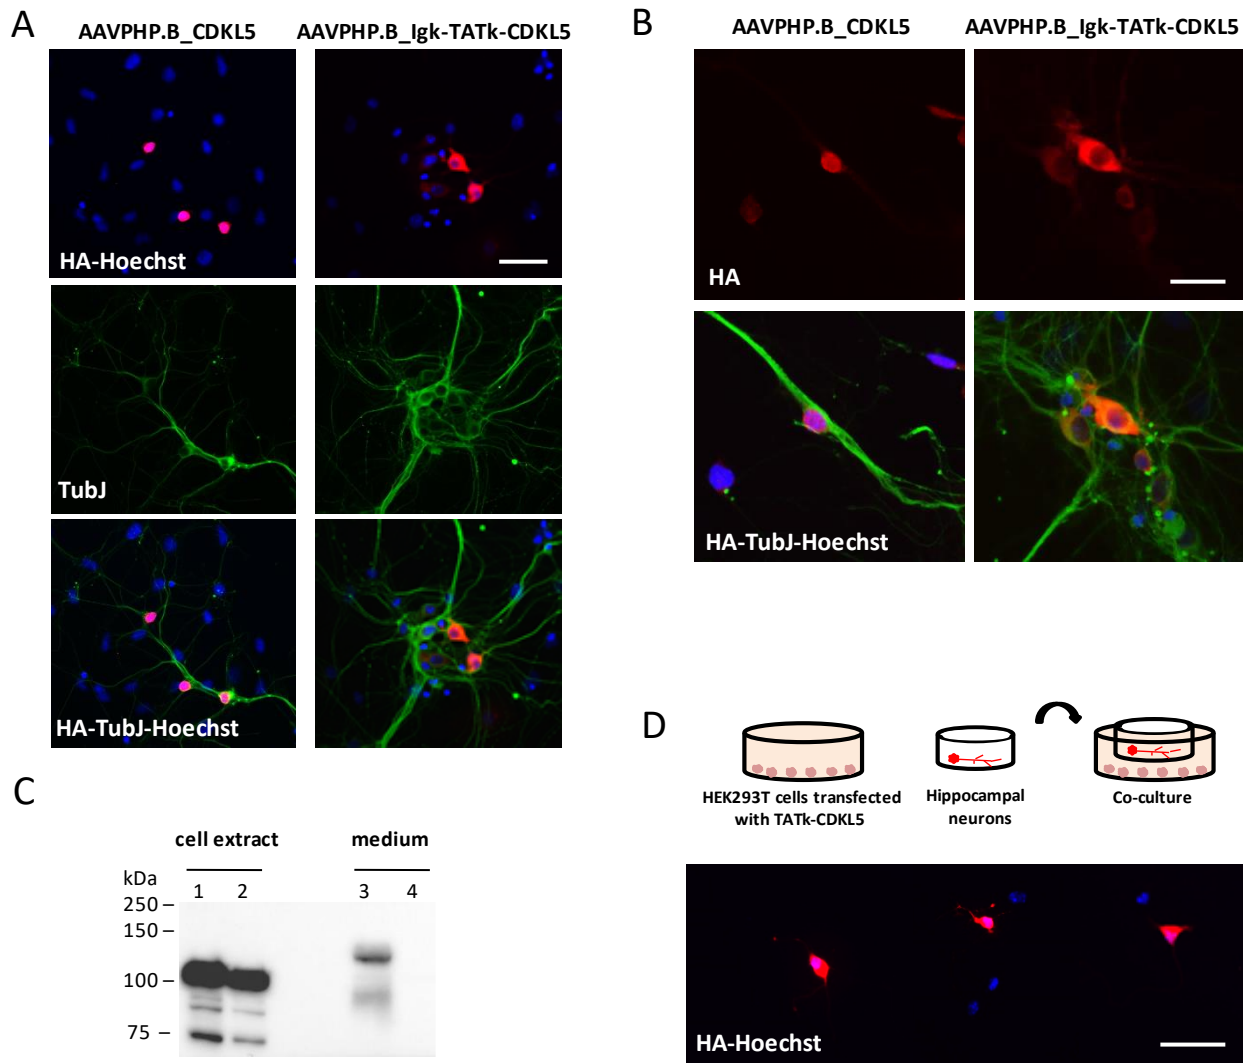 A
AAVPHP.B_CDKL5
AAVPHP.B_Igk-TATk-CDKL5
HA-Hoechst
TubJ
HA-TubJ-Hoechst
B
AAVPHP.B_CDKL5
AAVPHP.B_Igk-TATk-CDKL5
HA
HA-TubJ-Hoechst
C
cell extract
medium
kDa
1 2 3 4
250
150
100
75
D
HEK293T cells transfected
with TATk-CDKL5
Hippocampal
neurons
Co-culture
HA-Hoechst